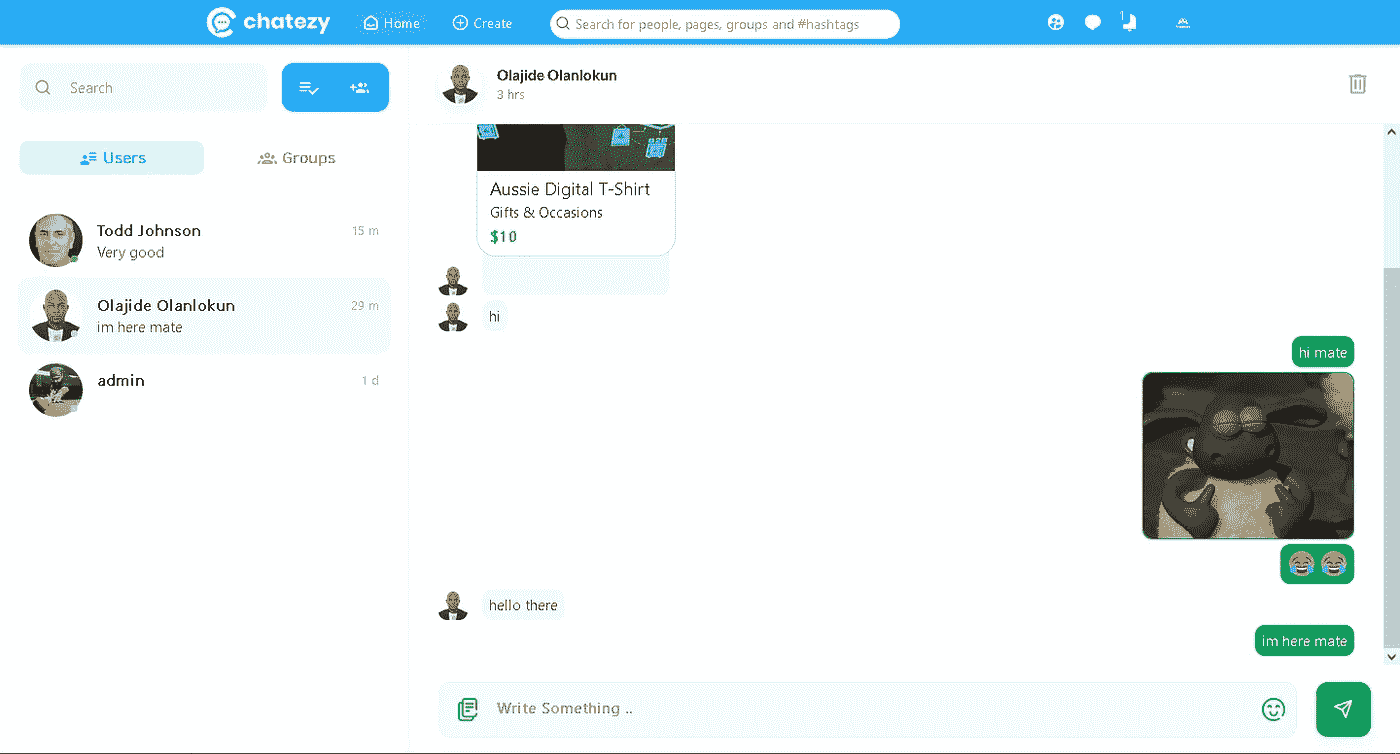 chatezy
Home
Create
Search for people, pages, groups and #hashtags
Search
Users
Groups
Todd Johnson
15 m
Very good
Olajide Olanlokun
29 m
im here mate
admin
1 d
Olajide Olanlokun
3 hrs
Aussie Digital T-Shirt
Gifts & Occasions
$10
hi
hi mate
hello there
im here mate
Write Something ..